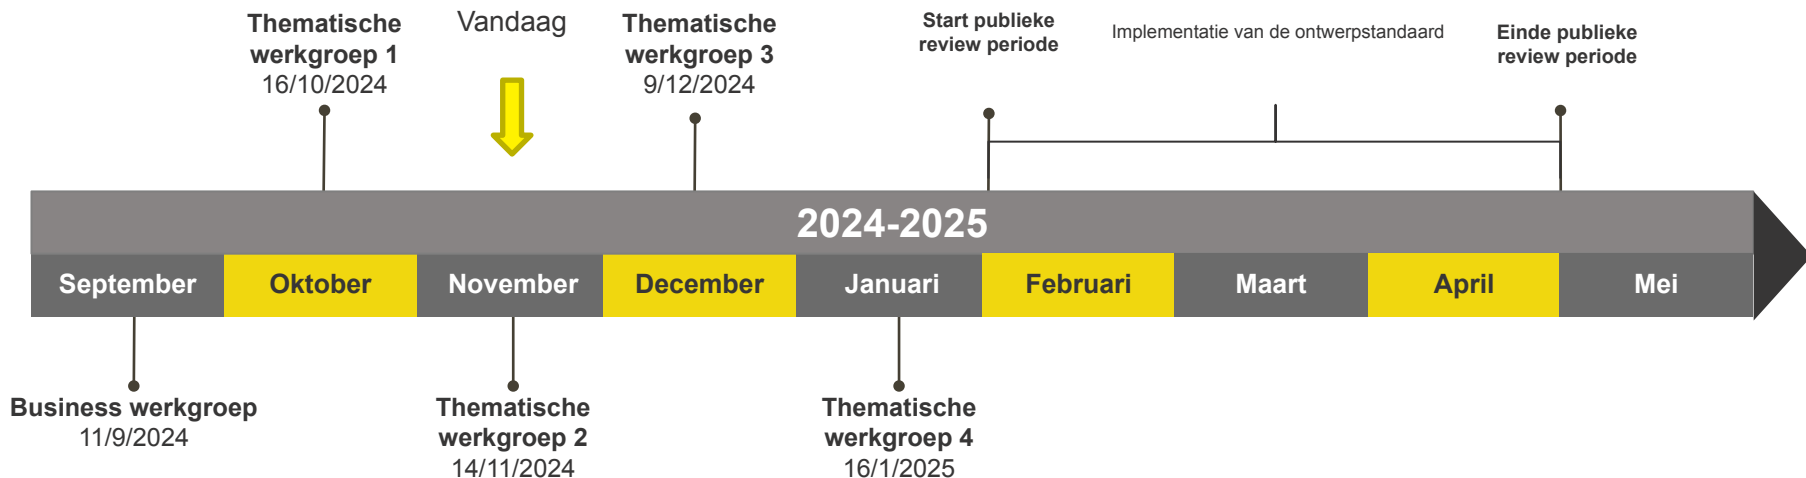 Thematische
werkgroep 1
16/10/2024
Vandaag
Thematische
werkgroep 3
9/12/2024
Start publieke
review periode
Implementatie van de ontwerpstandaard
Einde publieke
review periode
2024-2025
September
Oktober
November
December
Januari
Februari
Maart
April
Mei
Business werkgroep
11/9/2024
Thematische
werkgroep 2
14/11/2024
Thematische
werkgroep 4
16/1/2025